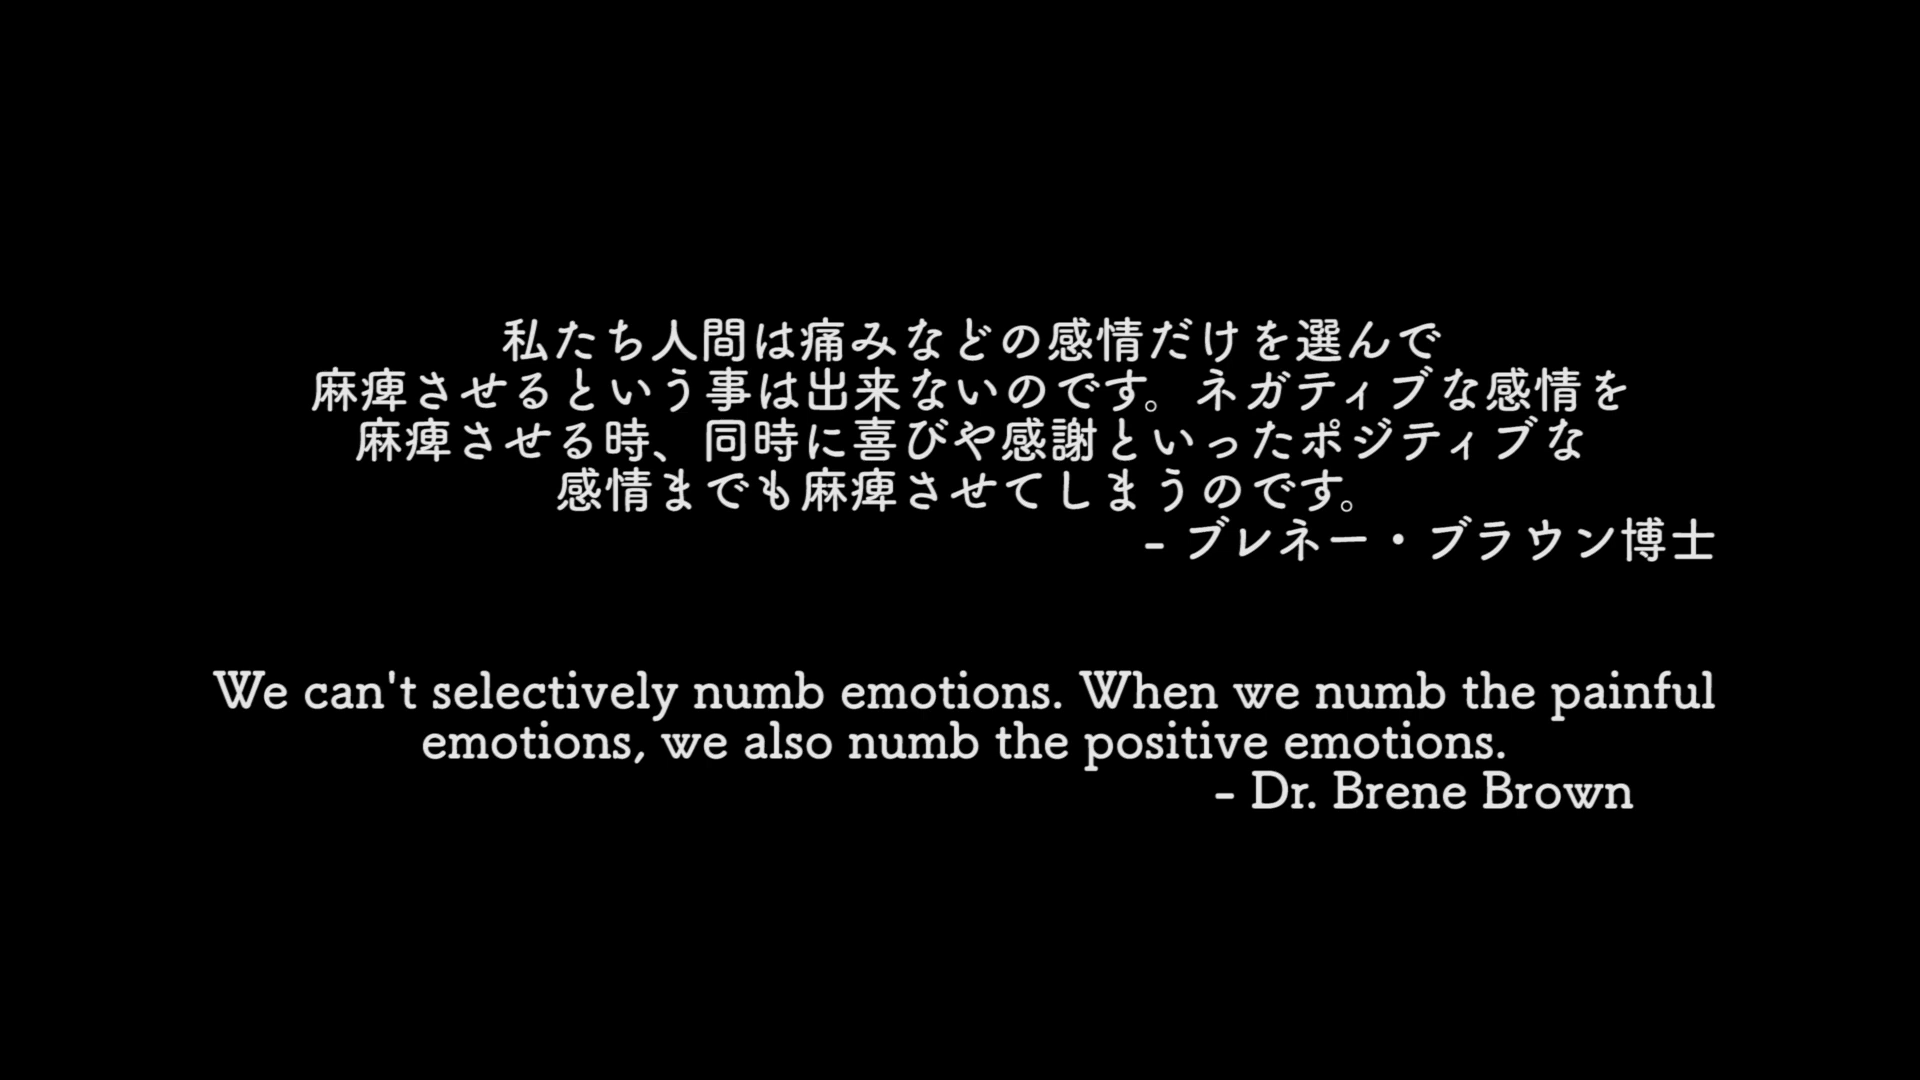 私たち人間は痛みなどの感情だけを選んで
麻痺させるという事は出来ないのです。ネガティブな感情を
麻痺させる時、同時に喜びや感謝といったポジティブな
感情までも麻痺させてしまうのです。
- ブレネー・ブラウン博士
We can't selectively numb emotions. When we numb the painful
emotions, we also numb the positive emotions.
- Dr. Brene Brown